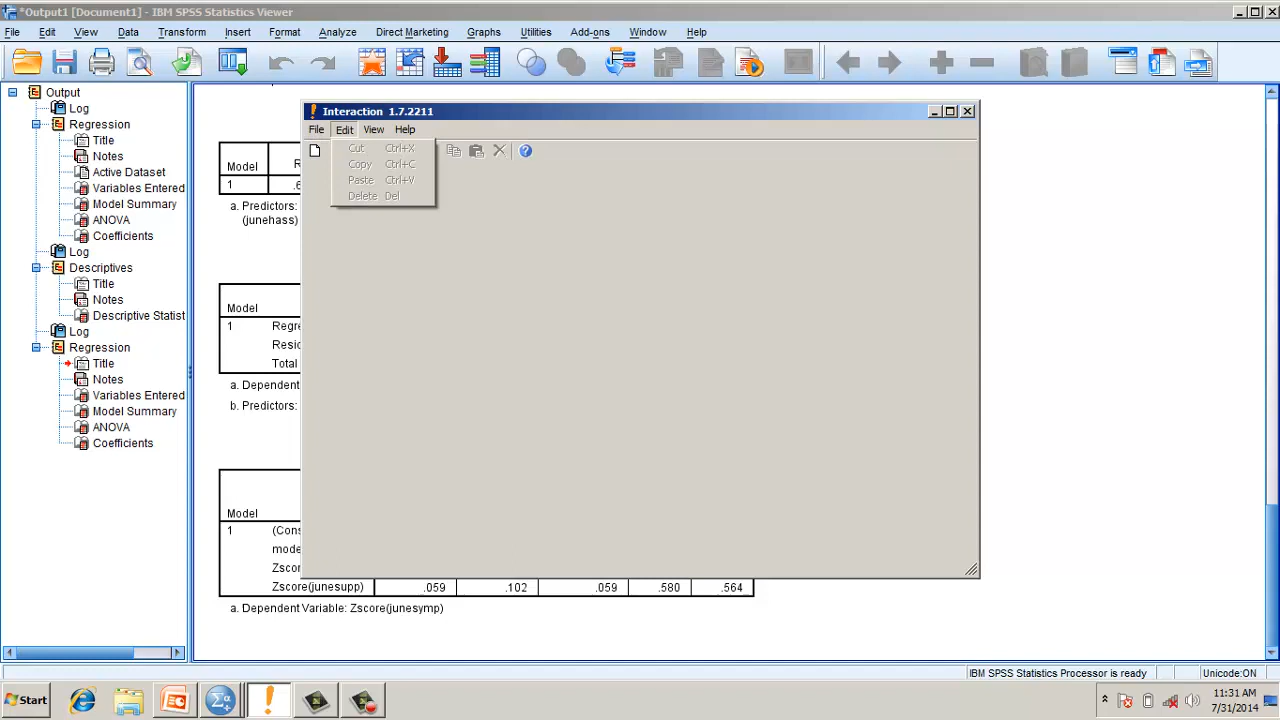 *Output1 [Document1] - IBM SPSS Statistics Viewer
File Edit View Data Transform Insert Format Analyze Direct Marketing Graphs Utilities Add-ons Window Help
Output
Log
Regression
Title
Notes
Active Dataset
Variables Entered
Model Summary
ANOVA
Coefficients
Log
Descriptives
Title
Notes
Descriptive Statist
Log
Regression
Title
Notes
Variables Entered
Model Summary
ANOVA
Coefficients
Interaction 1.7.2211
File Edit View Help
Cut Ctrl+X
Copy Ctrl+C
Paste Ctrl+V
Delete Del
Model R
1 .6
a. Predictors:
(junehass)
Model
1 Regre
Resid
Total
a. Dependent
b. Predictors:
Model
1 (Cons
mode
Zsco
Zscore(junesupp) .059 .102 .059 .580 .564
a. Dependent Variable: Zscore(junesymp)
IBM SPSS Statistics Processor is ready Unicode:ON
Start
11:31 AM
7/31/2014